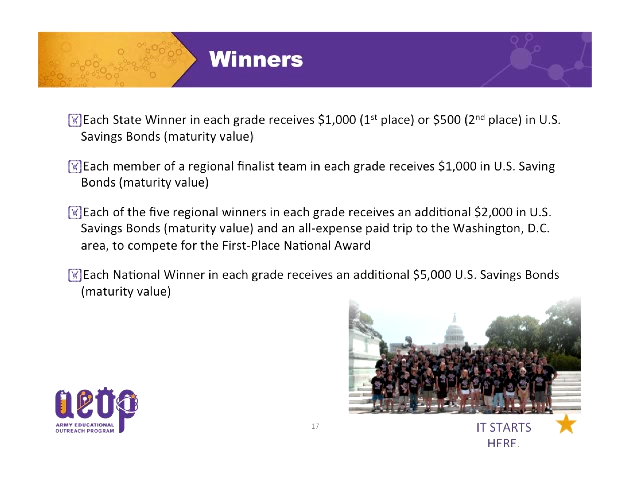 Winners
Each State Winner in each grade receives $1,000 (1st place) or $500 (2nd place) in U.S.
Savings Bonds (maturity value)
Each member of a regional finalist team in each grade receives $1,000 in U.S. Saving
Bonds (maturity value)
Each of the five regional winners in each grade receives an additional $2,000 in U.S.
Savings Bonds (maturity value) and an all-expense paid trip to the Washington, D.C.
area, to compete for the First-Place National Award
Each National Winner in each grade receives an additional $5,000 U.S. Savings Bonds
(maturity value)
aeop
ARMY EDUCATIONAL
OUTREACH PROGRAM
17
IT STARTS
HERE.